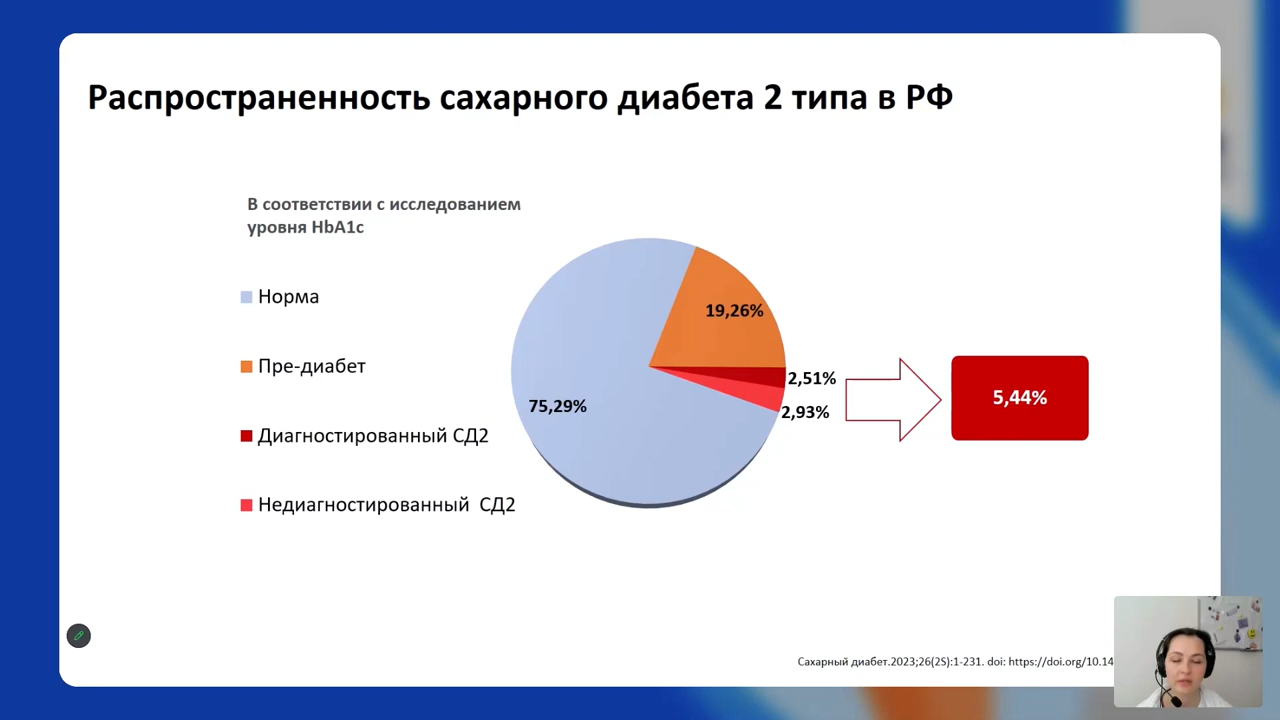 Распространенность сахарного диабета 2 типа в РФ
В соответствии с исследованием
уровня HbA1c
Норма
Пре-диабет
Диагностированный СД2
Недиагностированный СД2
19,26%
2,51%
2,93%
75,29%
5,44%
Сахарный диабет.2023;26(2S):1-231. doi: https://doi.org/10.14